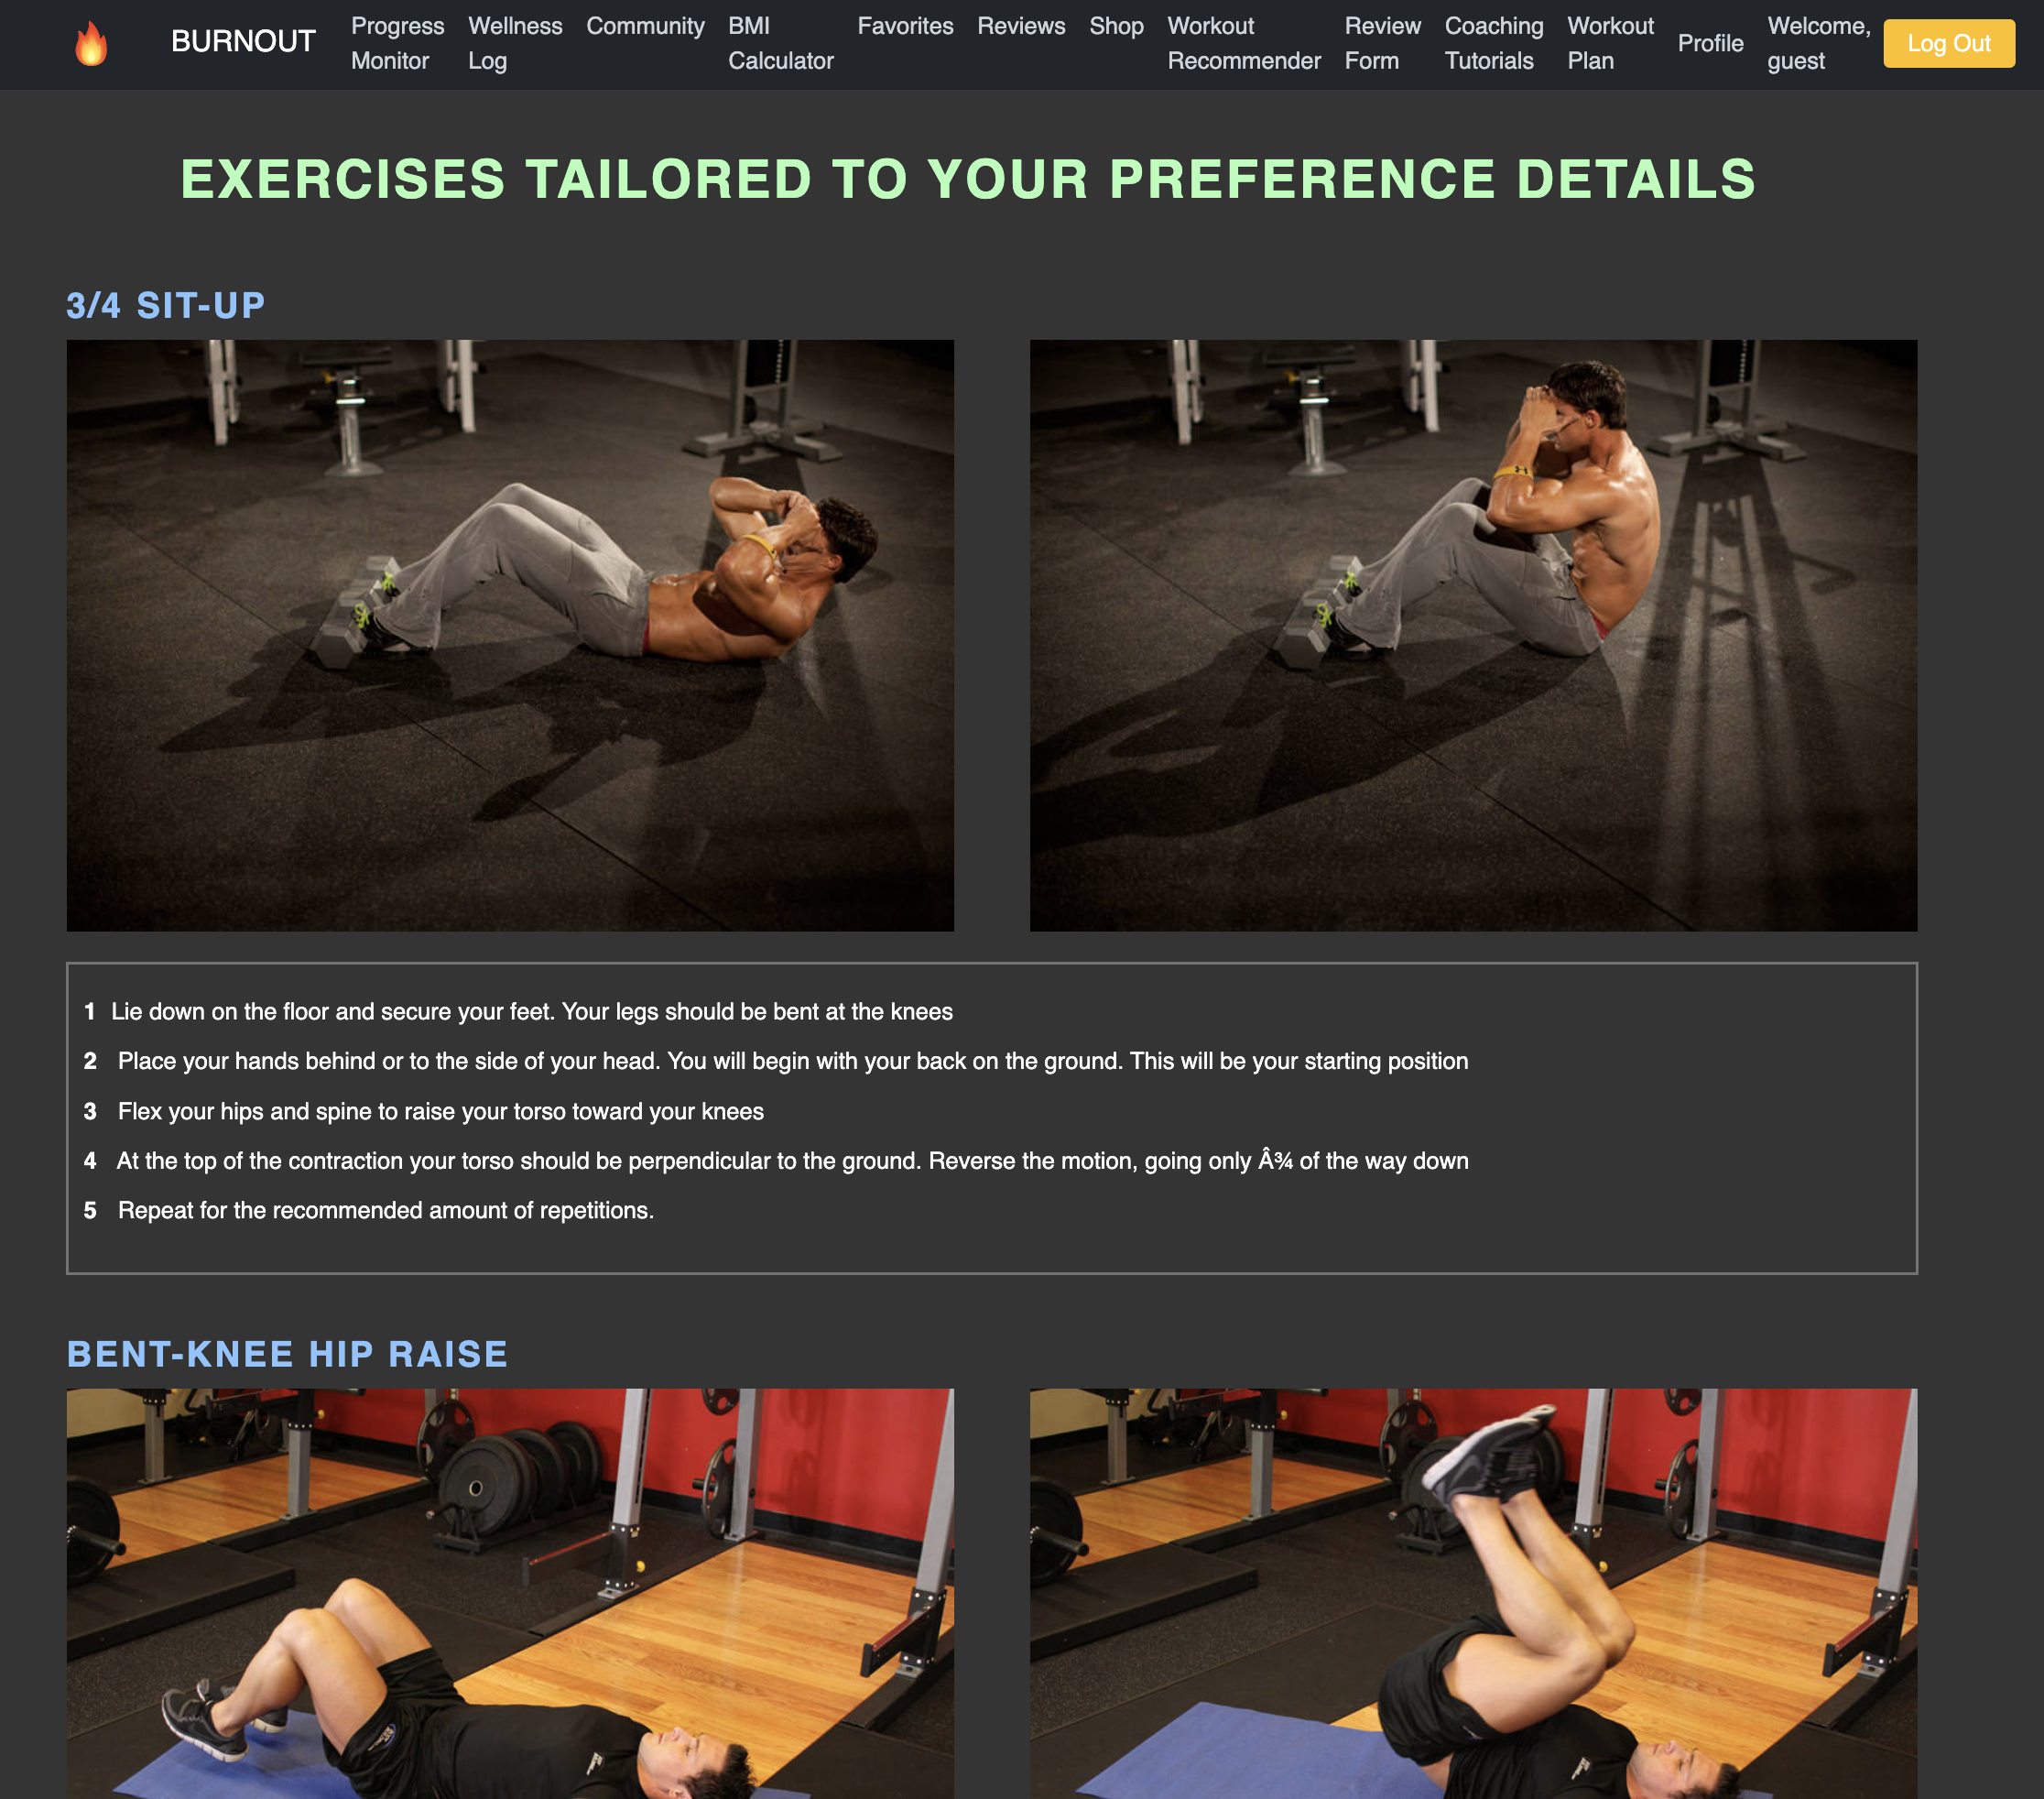 BURNOUT
Progress Monitor
Wellness Log
Community
BMI Calculator
Favorites
Reviews
Shop
Workout Recommender
Review Form
Coaching Tutorials
Workout Plan
Profile
Welcome, guest
Log Out
EXERCISES TAILORED TO YOUR PREFERENCE DETAILS
3/4 SIT-UP
1 Lie down on the floor and secure your feet. Your legs should be bent at the knees
2 Place your hands behind or to the side of your head. You will begin with your back on the ground. This will be your starting position
3 Flex your hips and spine to raise your torso toward your knees
4 At the top of the contraction your torso should be perpendicular to the ground. Reverse the motion, going only Â¾ of the way down
5 Repeat for the recommended amount of repetitions.
BENT-KNEE HIP RAISE